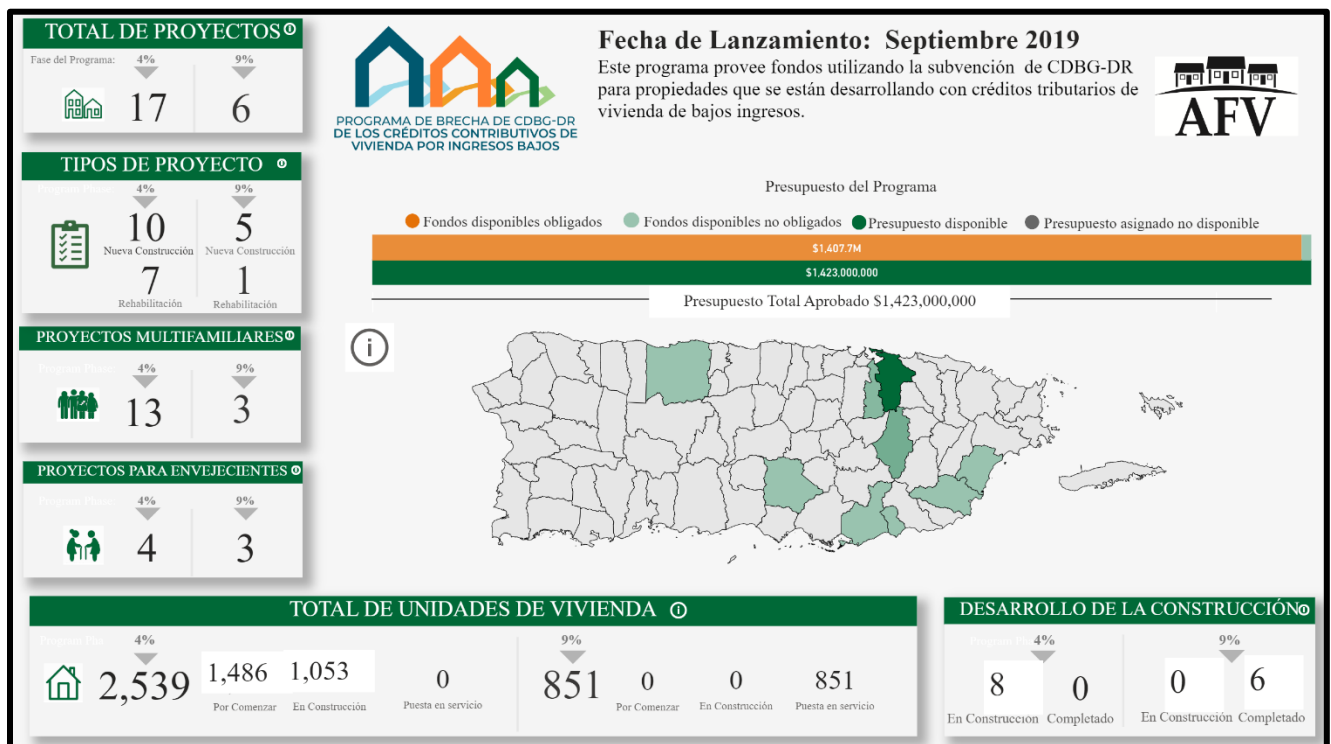 TOTAL DE PROYECTOS
Fase del Programa: 4% 9%
17 6
TIPOS DE PROYECTO
Program Phase 4% 9%
10 5
Nueva Construcción Nueva Construcción
7 1
Rehabilitación Rehabilitación
PROYECTOS MULTIFAMILIARES
Program Phase 4% 9%
13 3
PROYECTOS PARA ENVEJECIENTES
Program Phase 4% 9%
4 3
PROGRAMA DE BRECHA DE CDBG-DR
DE LOS CRÉDITOS CONTRIBUTIVOS DE
VIVIENDA POR INGRESOS BAJOS
Fecha de Lanzamiento: Septiembre 2019
Este programa provee fondos utilizando la subvención de CDBG-DR
para propiedades que se están desarrollando con créditos tributarios de
vivienda de bajos ingresos.
AFV
Presupuesto del Programa
Fondos disponibles obligados Fondos disponibles no obligados Presupuesto disponible Presupuesto asignado no disponible
$1,407.7M
$1,423,000,000
Presupuesto Total Aprobado $1,423,000,000
i
TOTAL DE UNIDADES DE VIVIENDA
4% 9%
2,539 1,486 1,053 0 851 0 0 851
Por Comenzar En Construcción Puesta en servicio Por Comenzar En Construcción Puesta en servicio
DESARROLLO DE LA CONSTRUCCIÓN
4% 9%
8 0 0 6
En Construccion Completado En Construcción Completado